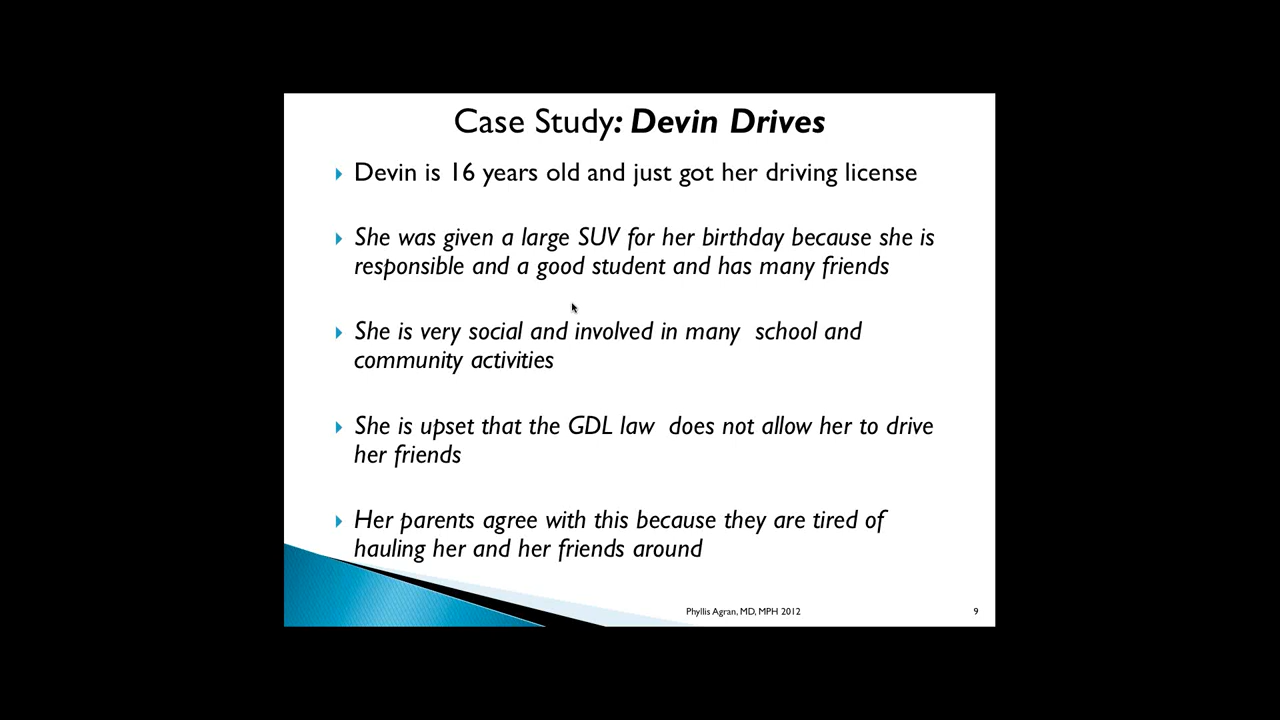 Case Study: Devin Drives
Devin is 16 years old and just got her driving license
She was given a large SUV for her birthday because she is
responsible and a good student and has many friends
She is very social and involved in many  school and
community activities
She is upset that the GDL law  does not allow her to drive
her friends
Her parents agree with this because they are tired of
hauling her and her friends around
Phyllis Agran, MD, MPH 2012
9